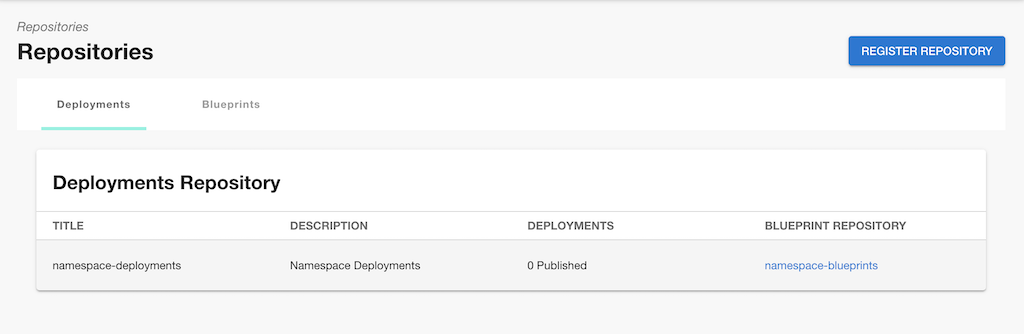 Repositories
Repositories
REGISTER REPOSITORY
Deployments Blueprints
Deployments Repository
TITLE DESCRIPTION DEPLOYMENTS BLUEPRINT REPOSITORY
namespace-deployments Namespace Deployments 0 Published namespace-blueprints